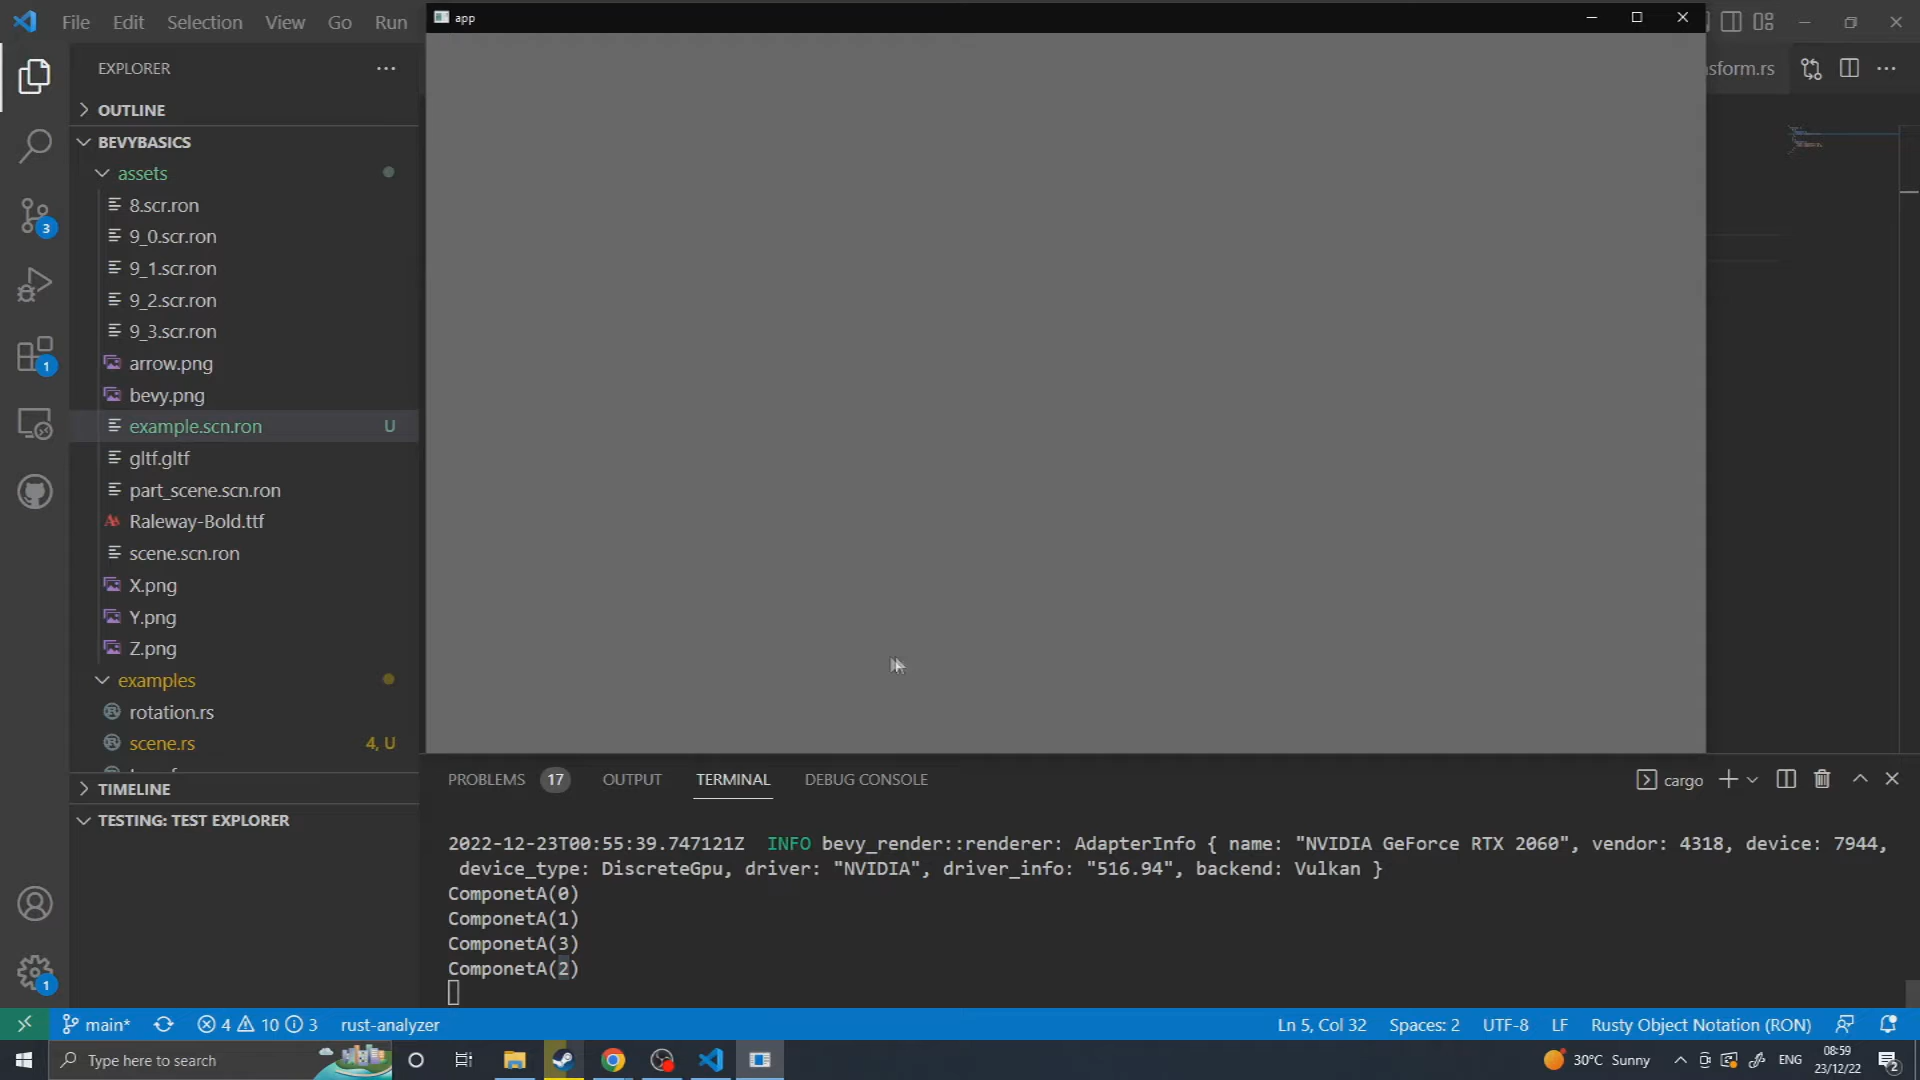 File Edit Selection View Go Run
app
EXPLORER
sform.rs
OUTLINE
BEVYBASICS
assets
8.scr.ron
9_0.scr.ron
9_1.scr.ron
9_2.scr.ron
9_3.scr.ron
arrow.png
bevy.png
example.scn.ron U
gltf.gltf
part_scene.scn.ron
Raleway-Bold.ttf
scene.scn.ron
X.png
Y.png
Z.png
examples
rotation.rs
scene.rs 4, U
TIMELINE
TESTING: TEST EXPLORER
3
1
1
PROBLEMS 17 OUTPUT TERMINAL DEBUG CONSOLE
cargo
2022-12-23T00:55:39.747121Z INFO bevy_render::renderer: AdapterInfo { name: "NVIDIA GeForce RTX 2060", vendor: 4318, device: 7944,
device_type: DiscreteGpu, driver: "NVIDIA", driver_info: "516.94", backend: Vulkan }
ComponetA(0)
ComponetA(1)
ComponetA(3)
ComponetA(2)
main* 4 10 3 rust-analyzer
Ln 5, Col 32 Spaces: 2 UTF-8 LF Rusty Object Notation (RON)
Type here to search
30°C Sunny
ENG
08:59
23/12/22
2